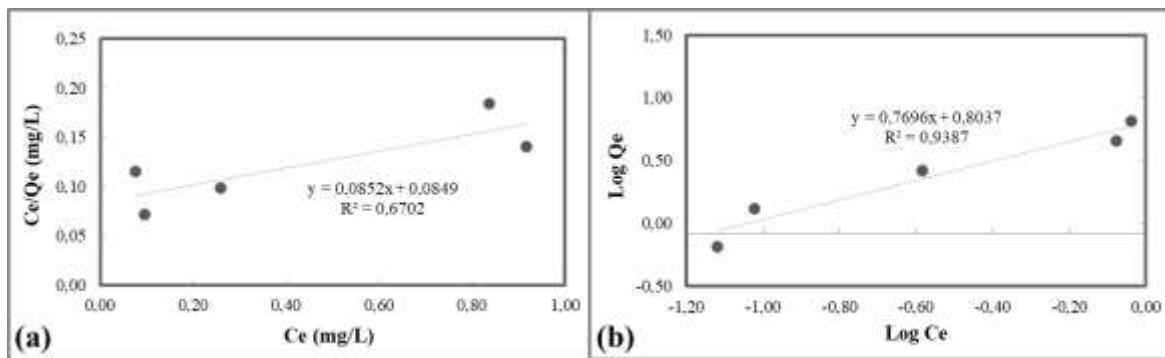 0,25
0,20
0,15
0,10
0,05
0,00
Ce/Qe (mg/L)
y = 0,0852x + 0,0849
R² = 0,6702
0,00 0,20 0,40 0,60 0,80 1,00
Ce (mg/L)
(a)
1,50
1,00
0,50
0,00
-0,50
Log Qe
y = 0,7696x + 0,8037
R² = 0,9387
-1,20 -1,00 -0,80 -0,60 -0,40 -0,20 0,00
Log Ce
(b)